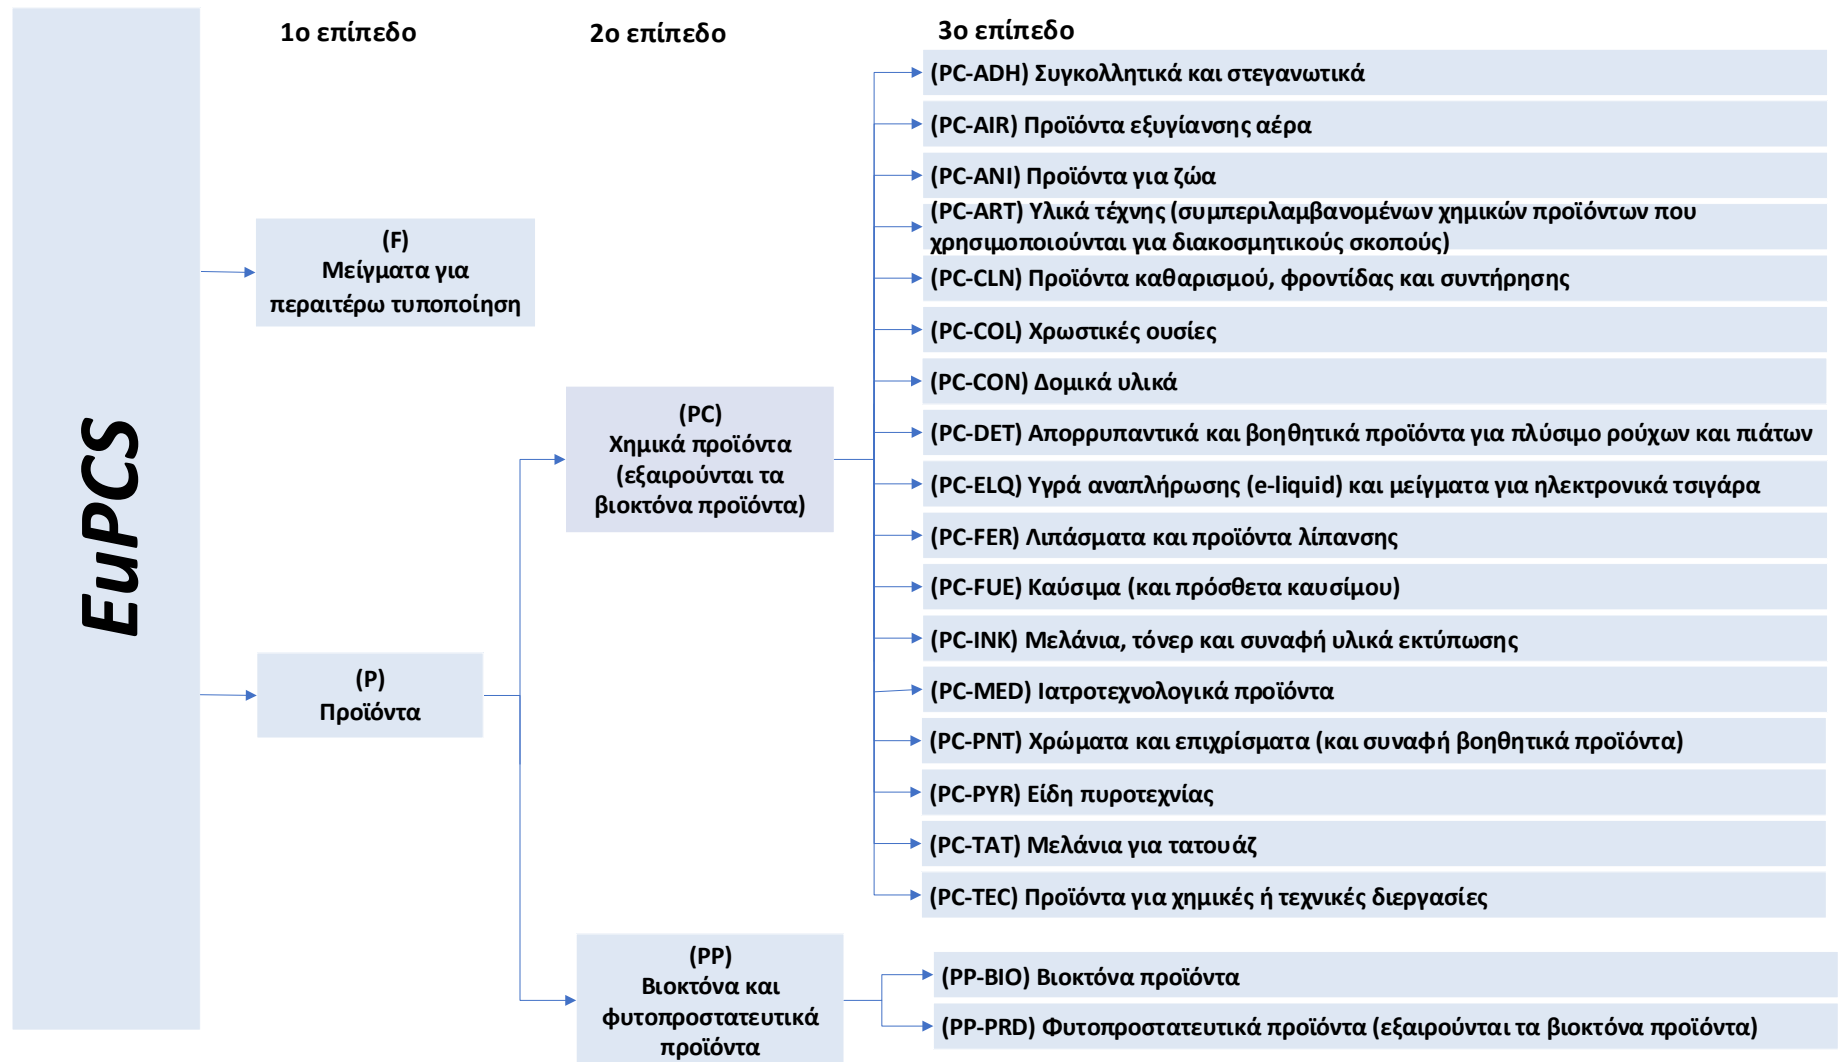 EuPCS
1ο επίπεδο
2ο επίπεδο
3ο επίπεδο
(F)
Μείγματα για
περαιτέρω τυποποίηση
(P)
Προϊόντα
(PC)
Χημικά προϊόντα
(εξαιρούνται τα
βιοκτόνα προϊόντα)
(PP)
Βιοκτόνα και
φυτοπροστατευτικά
προϊόντα
(PC-ADH) Συγκολλητικά και στεγανωτικά
(PC-AIR) Προϊόντα εξυγίανσης αέρα
(PC-ANI) Προϊόντα για ζώα
(PC-ART) Υλικά τέχνης (συμπεριλαμβανομένων χημικών προϊόντων που
χρησιμοποιούνται για διακοσμητικούς σκοπούς)
(PC-CLN) Προϊόντα καθαρισμού, φροντίδας και συντήρησης
(PC-COL) Χρωστικές ουσίες
(PC-CON) Δομικά υλικά
(PC-DET) Απορρυπαντικά και βοηθητικά προϊόντα για πλύσιμο ρούχων και πιάτων
(PC-ELQ) Υγρά αναπλήρωσης (e-liquid) και μείγματα για ηλεκτρονικά τσιγάρα
(PC-FER) Λιπάσματα και προϊόντα λίπανσης
(PC-FUE) Καύσιμα (και πρόσθετα καυσίμου)
(PC-INK) Μελάνια, τόνερ και συναφή υλικά εκτύπωσης
(PC-MED) Ιατροτεχνολογικά προϊόντα
(PC-PNT) Χρώματα και επιχρίσματα (και συναφή βοηθητικά προϊόντα)
(PC-PYR) Είδη πυροτεχνίας
(PC-TAT) Μελάνια για τατουάζ
(PC-TEC) Προϊόντα για χημικές ή τεχνικές διεργασίες
(PP-BIO) Βιοκτόνα προϊόντα
(PP-PRD) Φυτοπροστατευτικά προϊόντα (εξαιρούνται τα βιοκτόνα προϊόντα)